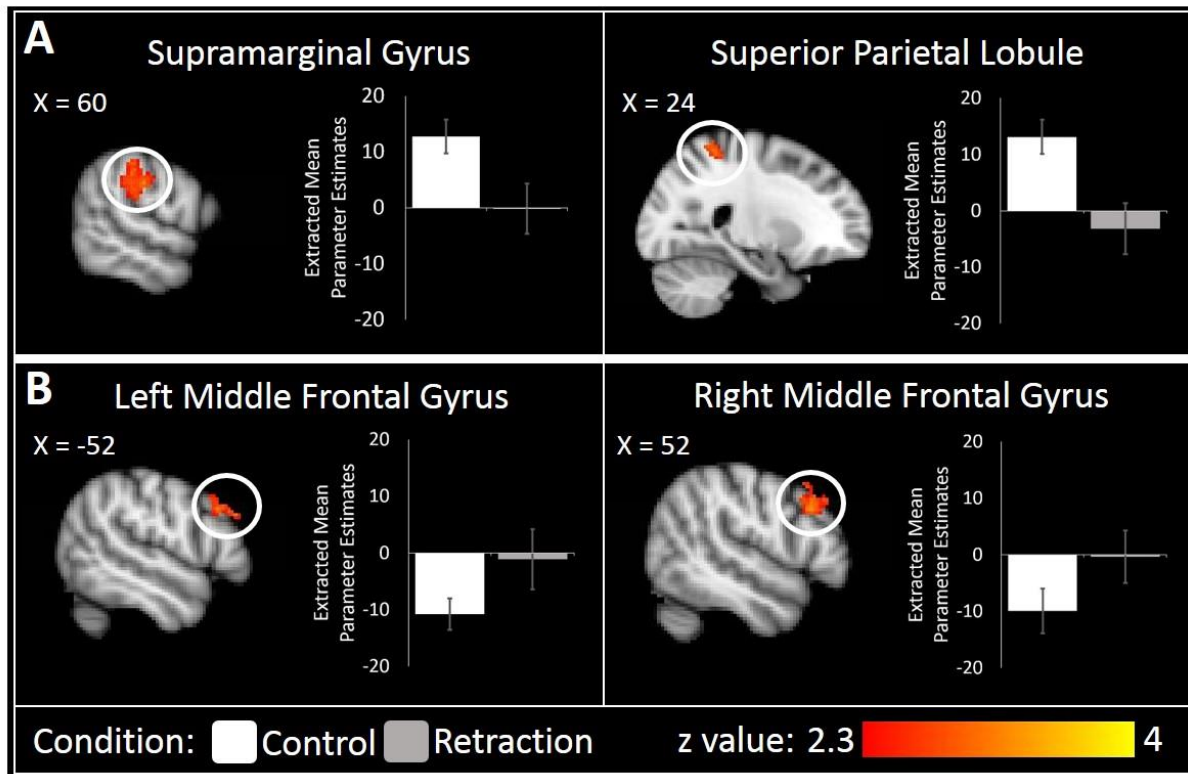 A
Supramarginal Gyrus
X = 60
Extracted Mean
Parameter Estimates
20
10
0
-10
-20
Superior Parietal Lobule
X = 24
Extracted Mean
Parameter Estimates
20
10
0
-10
-20
B
Left Middle Frontal Gyrus
X = -52
Extracted Mean
Parameter Estimates
20
10
0
-10
-20
Right Middle Frontal Gyrus
X = 52
Extracted Mean
Parameter Estimates
20
10
0
-10
-20
Condition: Control Retraction z value: 2.3 4